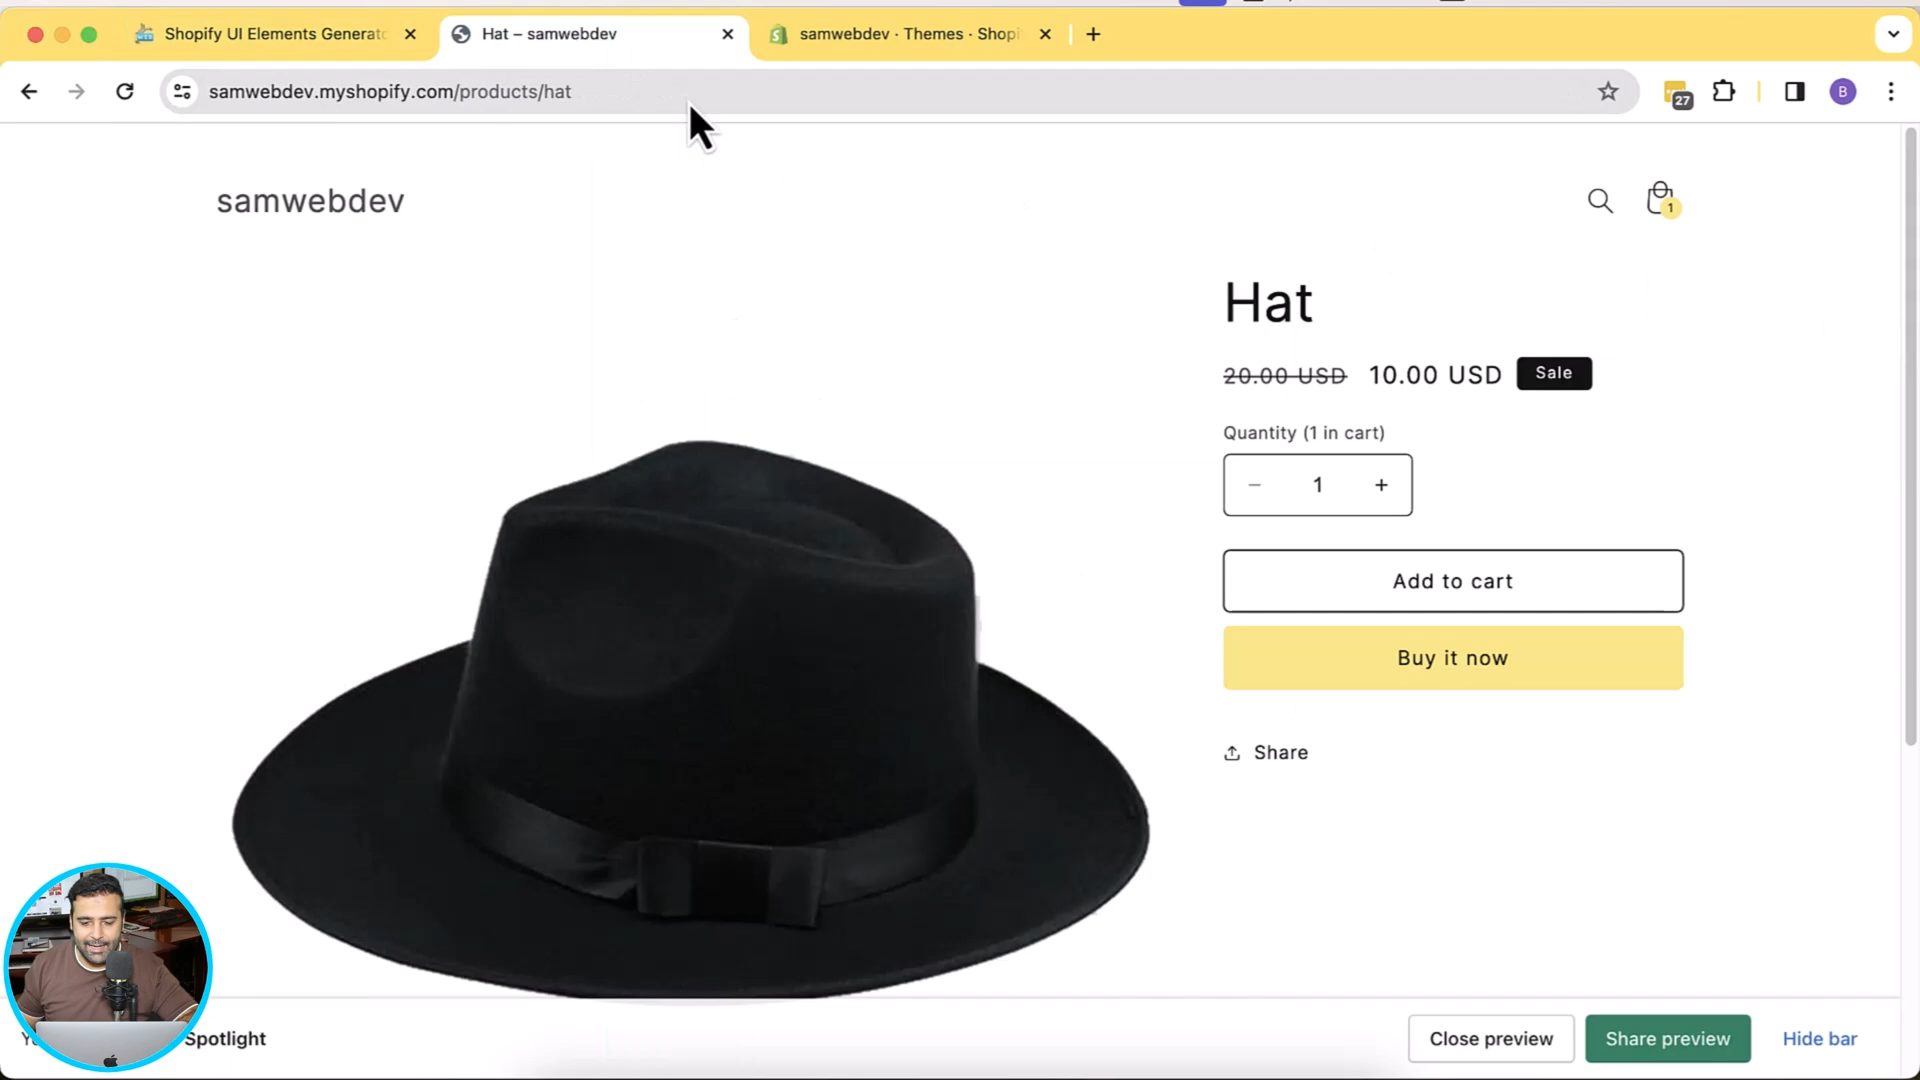 Shopify UI Elements Generat
Hat – samwebdev
samwebdev · Themes · Shopi
samwebdev.myshopify.com/products/hat
27
B
samwebdev
1
Hat
20.00 USD 10.00 USD Sale
Quantity (1 in cart)
− 1 +
Add to cart
Buy it now
Share
Spotlight
Close preview
Share preview
Hide bar